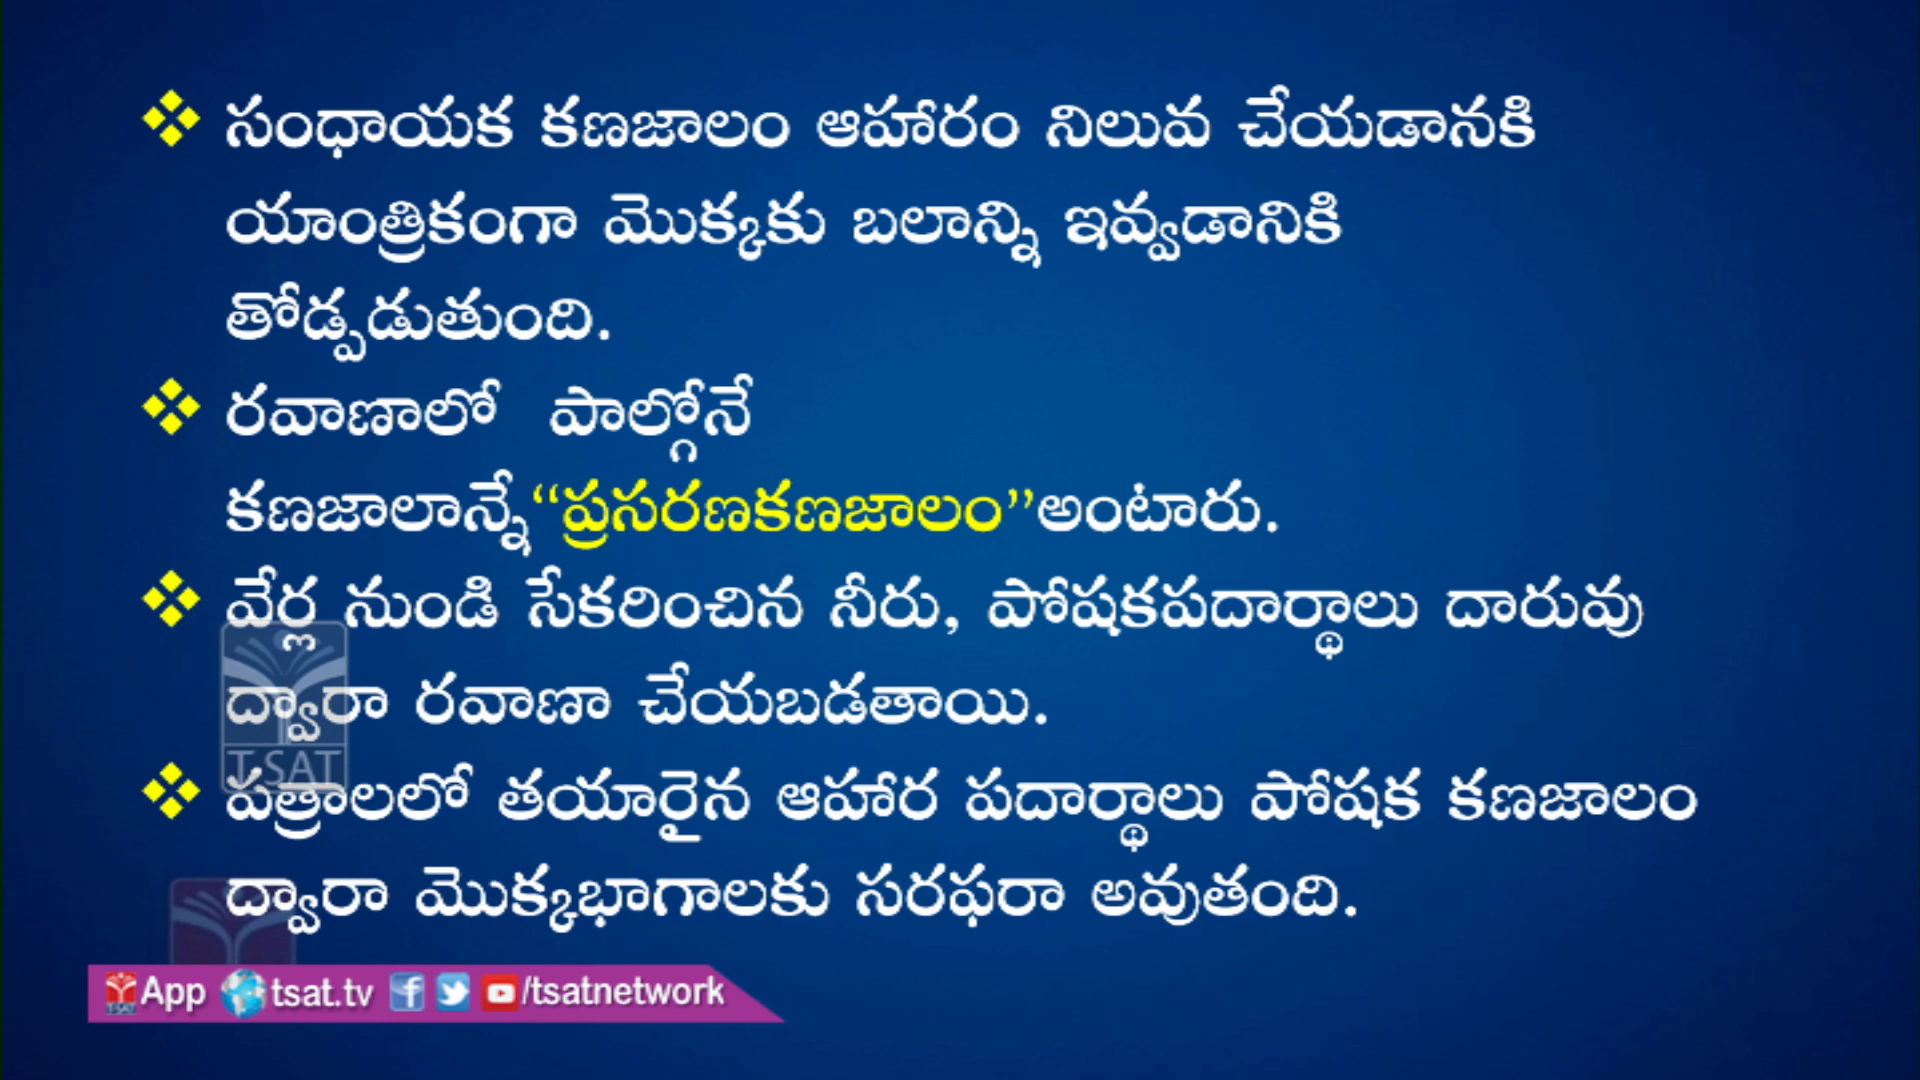 ❖ సంధాయక కణజాలం ఆహారం నిలువ చేయడానకి
యాంత్రికంగా మొక్కకు బలాన్ని ఇవ్వడానికి
తోడ్పడుతుంది.
❖ రవాణాలో పాల్గోనే
కణజాలాన్నే“ప్రసరణకణజాలం”అంటారు.
❖ వేర్ల నుండి సేకరించిన నీరు, పోషకపదార్థాలు దారువు
ద్వారా రవాణా చేయబడతాయి.
T-SAT
❖ పత్రాలలో తయారైన ఆహార పదార్థాలు పోషక కణజాలం
ద్వారా మొక్కభాగాలకు సరఫరా అవుతంది.
T-SAT App tsat.tv /tsatnetwork